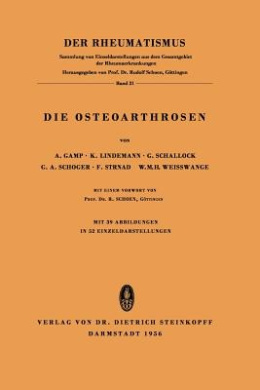 DER RHEUMATISMUS
Sammlung von Einzeldarstellungen aus dem Gesamtgebiet
der Rheumaerkrankungen
Herausgegeben von Prof. Dr. Rudolf Schoen, Göttingen
Band 31
DIE OSTEOARTHROSEN
VON
A. GAMP · K. LINDEMANN · G. SCHALLOCK
G. A. SCHOGER · F. STRNAD W.M.H. WEISSWANGE
MIT EINEM VORWORT VON
PROF. DR. R. SCHOEN, GÖTTINGEN
MIT 39 ABBILDUNGEN
IN 52 EINZELDARSTELLUNGEN
VERLAG VON DR. DIETRICH STEINKOPFF
DARMSTADT 1956